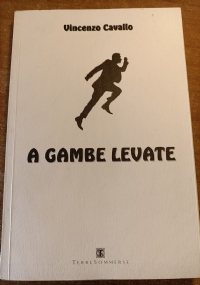 Vincenzo Cavallo
A GAMBE LEVATE
TERRESOMMERSE